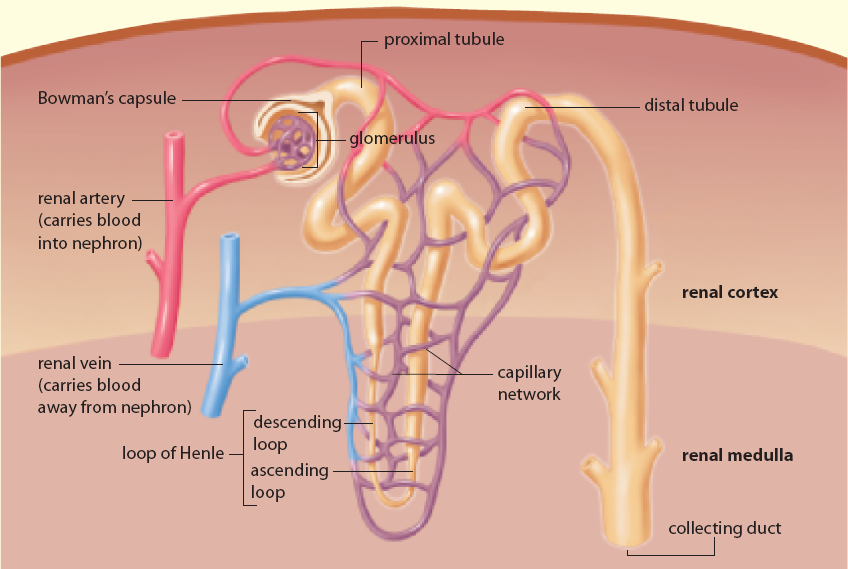 proximal tubule
Bowman’s capsule
distal tubule
glomerulus
renal artery
(carries blood
into nephron)
renal cortex
renal vein
(carries blood
away from nephron)
capillary
network
descending
loop
loop of Henle
ascending
loop
renal medulla
collecting duct